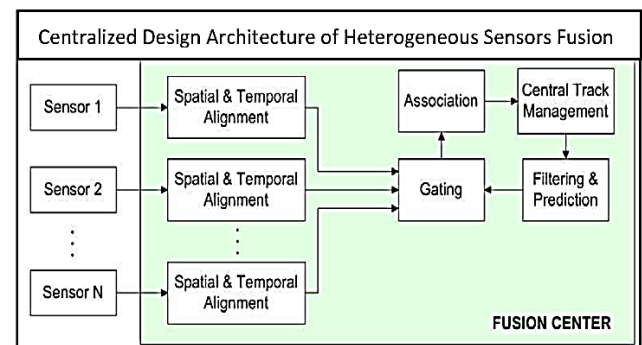 Centralized Design Architecture of Heterogeneous Sensors Fusion
Sensor 1
Spatial & Temporal
Alignment
Association
Central Track
Management
Sensor 2
Spatial & Temporal
Alignment
Gating
Filtering &
Prediction
Sensor N
Spatial & Temporal
Alignment
FUSION CENTER